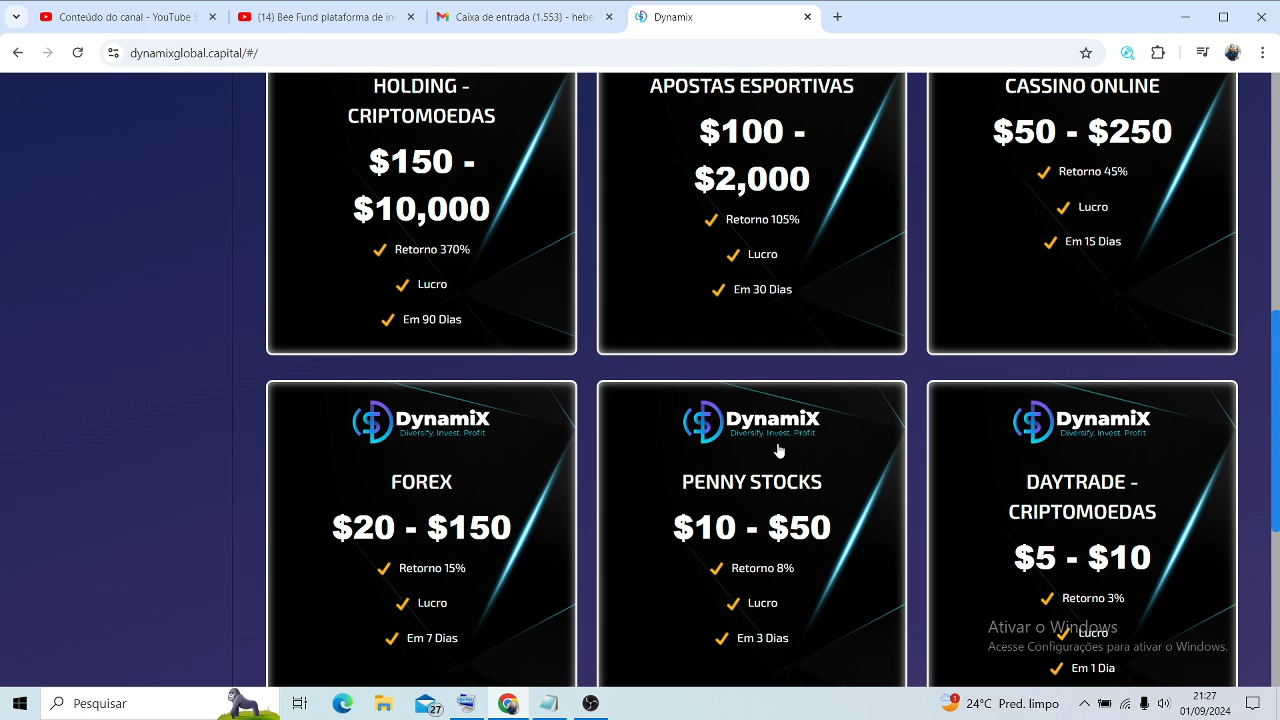 Conteúdo do canal - YouTube S
(14) Bee Fund plataforma de in
Caixa de entrada (1.553) - hebe
Dynamix
dynamixglobal.capital/#/
HOLDING -
CRIPTOMOEDAS
$150 -
$10,000
Retorno 370%
Lucro
Em 90 Dias
APOSTAS ESPORTIVAS
$100 -
$2,000
Retorno 105%
Lucro
Em 30 Dias
CASSINO ONLINE
$50 - $250
Retorno 45%
Lucro
Em 15 Dias
DynamiX
Diversify. Invest. Profit
FOREX
$20 - $150
Retorno 15%
Lucro
Em 7 Dias
DynamiX
Diversify. Invest. Profit
PENNY STOCKS
$10 - $50
Retorno 8%
Lucro
Em 3 Dias
DynamiX
Diversify. Invest. Profit
DAYTRADE -
CRIPTOMOEDAS
$5 - $10
Retorno 3%
Lucro
Em 1 Dia
Ativar o Windows
Acesse Configurações para ativar o Windows.
Pesquisar
27
1
24°C Pred. limpo
21:27
01/09/2024